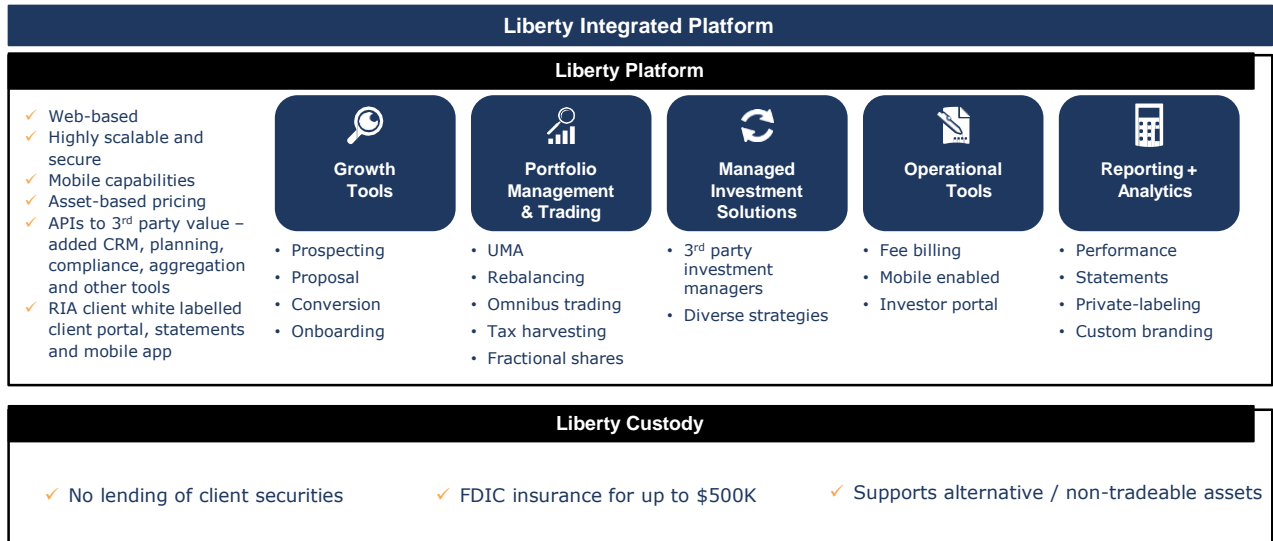 Liberty Integrated Platform
Liberty Platform
✓ Web-based
✓ Highly scalable and
secure
✓ Mobile capabilities
✓ Asset-based pricing
✓ APIs to 3rd party value –
added CRM, planning,
compliance, aggregation
and other tools
✓ RIA client white labelled
client portal, statements
and mobile app
Growth
Tools
• Prospecting
• Proposal
• Conversion
• Onboarding
Portfolio
Management
& Trading
• UMA
• Rebalancing
• Omnibus trading
• Tax harvesting
• Fractional shares
Managed
Investment
Solutions
• 3rd party
investment
managers
• Diverse strategies
Operational
Tools
• Fee billing
• Mobile enabled
• Investor portal
Reporting +
Analytics
• Performance
• Statements
• Private-labeling
• Custom branding
Liberty Custody
✓ No lending of client securities
✓ FDIC insurance for up to $500K
✓ Supports alternative / non-tradeable assets